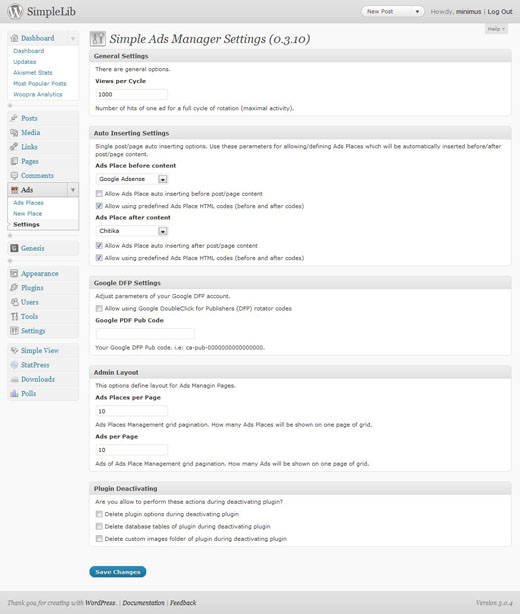 SimpleLib
New Post
Howdy, minimus | Log Out
Help
Dashboard
Dashboard
Updates
Akismet Stats
Most Popular Posts
Woopra Analytics
Posts
Media
Links
Pages
Comments
Ads
Ads Places
New Place
Settings
Genesis
Appearance
Plugins
Users
Tools
Settings
Simple View
StatPress
Downloads
Polls
Simple Ads Manager Settings (0.3.10)
General Settings
There are general options.
Views per Cycle
1000
Number of hits of one ad for a full cycle of rotation (maximal activity).
Auto Inserting Settings
Single post/page auto inserting options. Use these parameters for allowing/defining Ads Places which will be automatically inserted before/after
post/page content.
Ads Place before content
Google Adsense
Allow Ads Place auto inserting before post/page content
Allow using predefined Ads Place HTML codes (before and after codes)
Ads Place after content
Chitika
Allow Ads Place auto inserting after post/page content
Allow using predefined Ads Place HTML codes (before and after codes)
Google DFP Settings
Adjust parameters of your Google DFP account.
Allow using Google DoubleClick for Publishers (DFP) rotator codes
Google PDF Pub Code
Your Google DFP Pub code. i.e: ca-pub-0000000000000000.
Admin Layout
This options define layout for Ads Managin Pages.
Ads Places per Page
10
Ads Places Management grid pagination. How many Ads Places will be shown on one page of grid.
Ads per Page
10
Ads of Ads Place Management grid pagination. How many Ads will be shown on one page of grid.
Plugin Deactivating
Are you allow to perform these actions during deactivating plugin?
Delete plugin options during deactivating plugin
Delete database tables of plugin during deactivating plugin
Delete custom images folder of plugin during deactivating plugin
Save Changes
Thank you for creating with WordPress. | Documentation | Feedback
Version 3.0.4